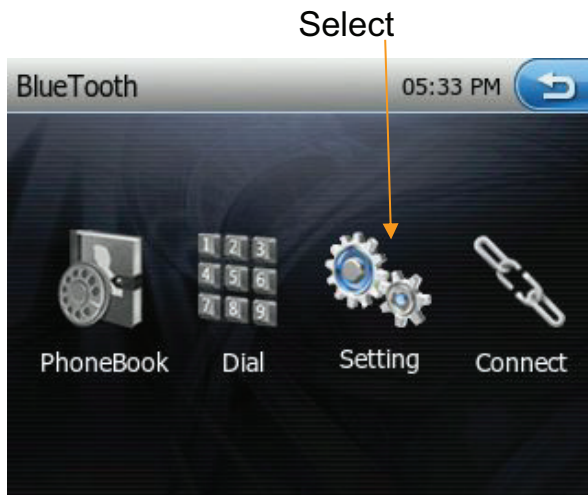 Select
BlueTooth 05:33 PM
1 2 3
4 5 6
7 8 9
PhoneBook Dial Setting Connect